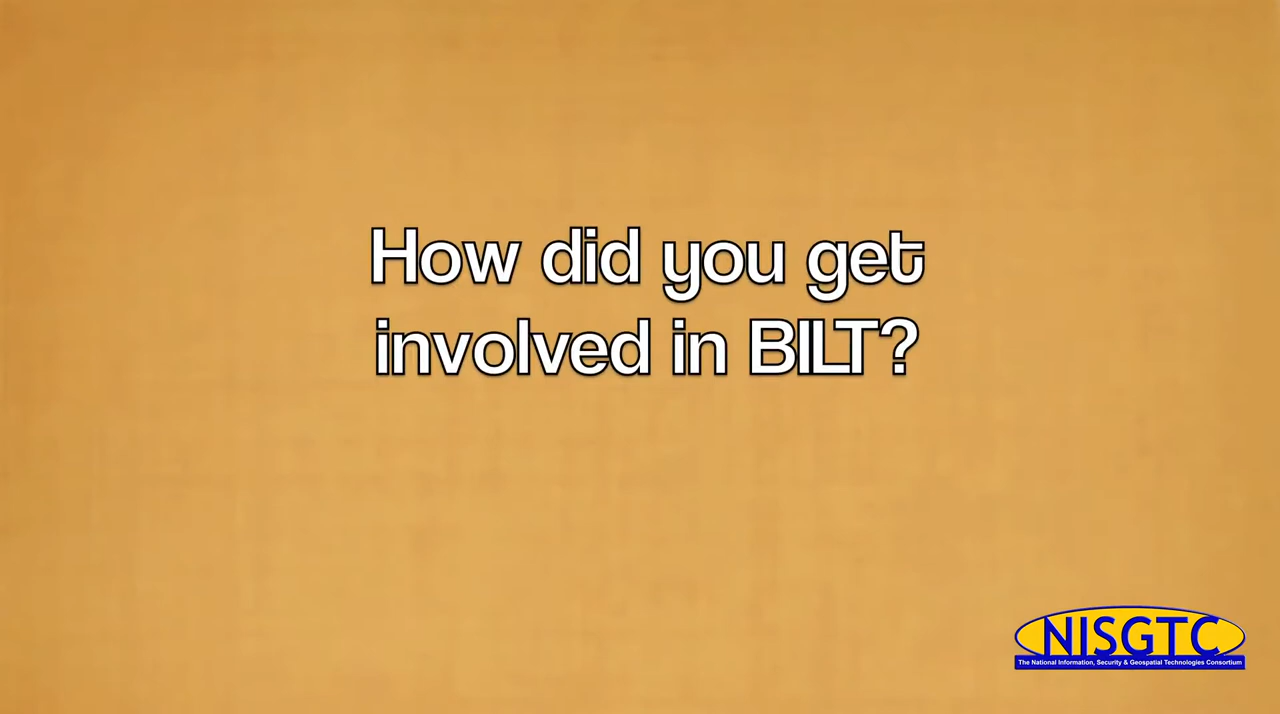 How did you get
involved in BILT?
NISGTC
The National Information, Security & Geospatial Technologies Consortium